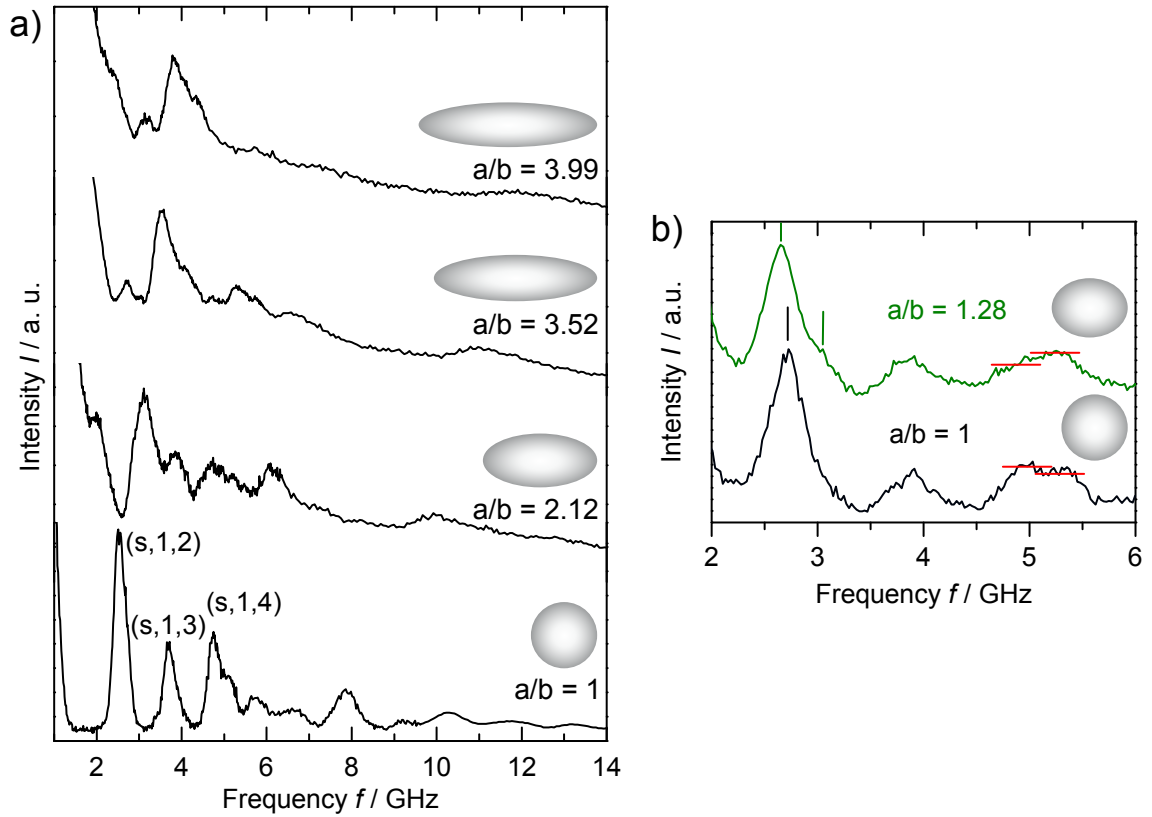 a)
a/b = 3.99
a/b = 3.52
a/b = 2.12
(s,1,2)
(s,1,3)
(s,1,4)
a/b = 1
Intensity I / a. u.
2 4 6 8 10 12 14
Frequency f / GHz
b)
a/b = 1.28
a/b = 1
Intensity I / a.u.
2 3 4 5 6
Frequency f / GHz